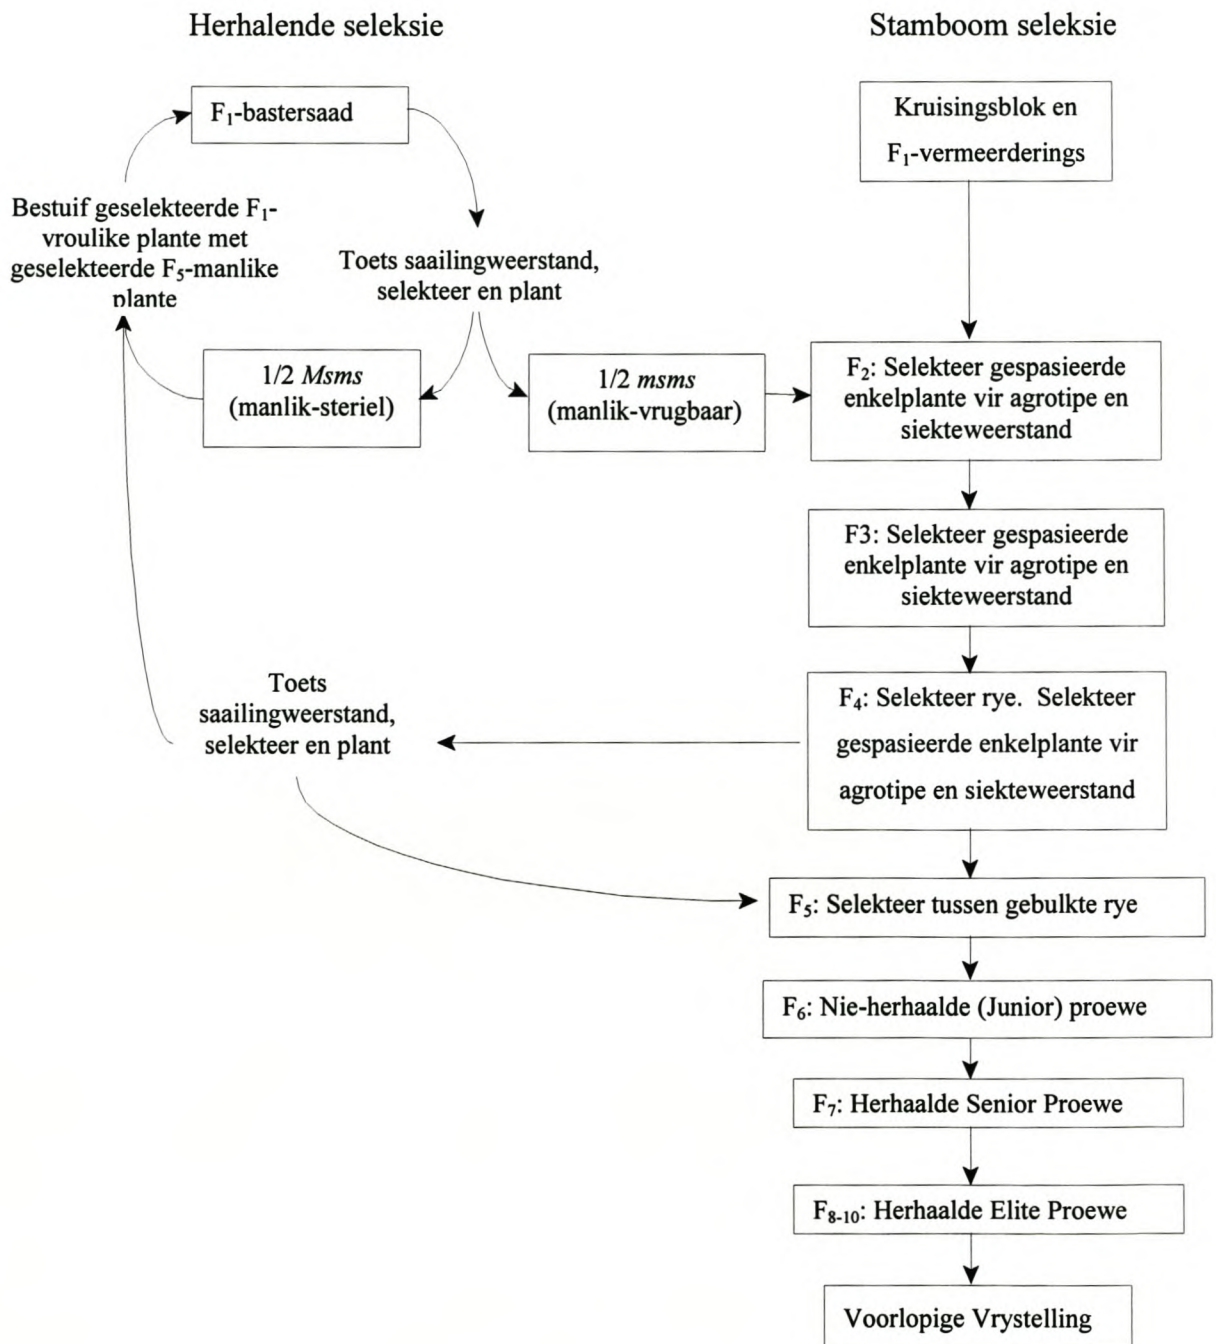 Herhalende seleksie
Stamboom seleksie
F₁-bastersaad
Kruisingsblok en
F₁-vermeerderings
Bestuif geselekteerde F₁-
vroulike plante met
geselekteerde F₅-manlike
plante
Toets saailingweerstand,
selekteer en plant
1/2 Msms
(manlik-steriel)
1/2 msms
(manlik-vrugbaar)
F₂: Selekteer gespasieerde
enkelplante vir agrotipe en
siekteweerstand
F3: Selekteer gespasieerde
enkelplante vir agrotipe en
siekteweerstand
Toets
saailingweerstand,
selekteer en plant
F₄: Selekteer rye. Selekteer
gespasieerde enkelplante vir
agrotipe en siekteweerstand
F₅: Selekteer tussen gebulkte rye
F₆: Nie-herhaalde (Junior) proewe
F₇: Herhaalde Senior Proewe
F₈₋₁₀: Herhaalde Elite Proewe
Voorlopige Vrystelling